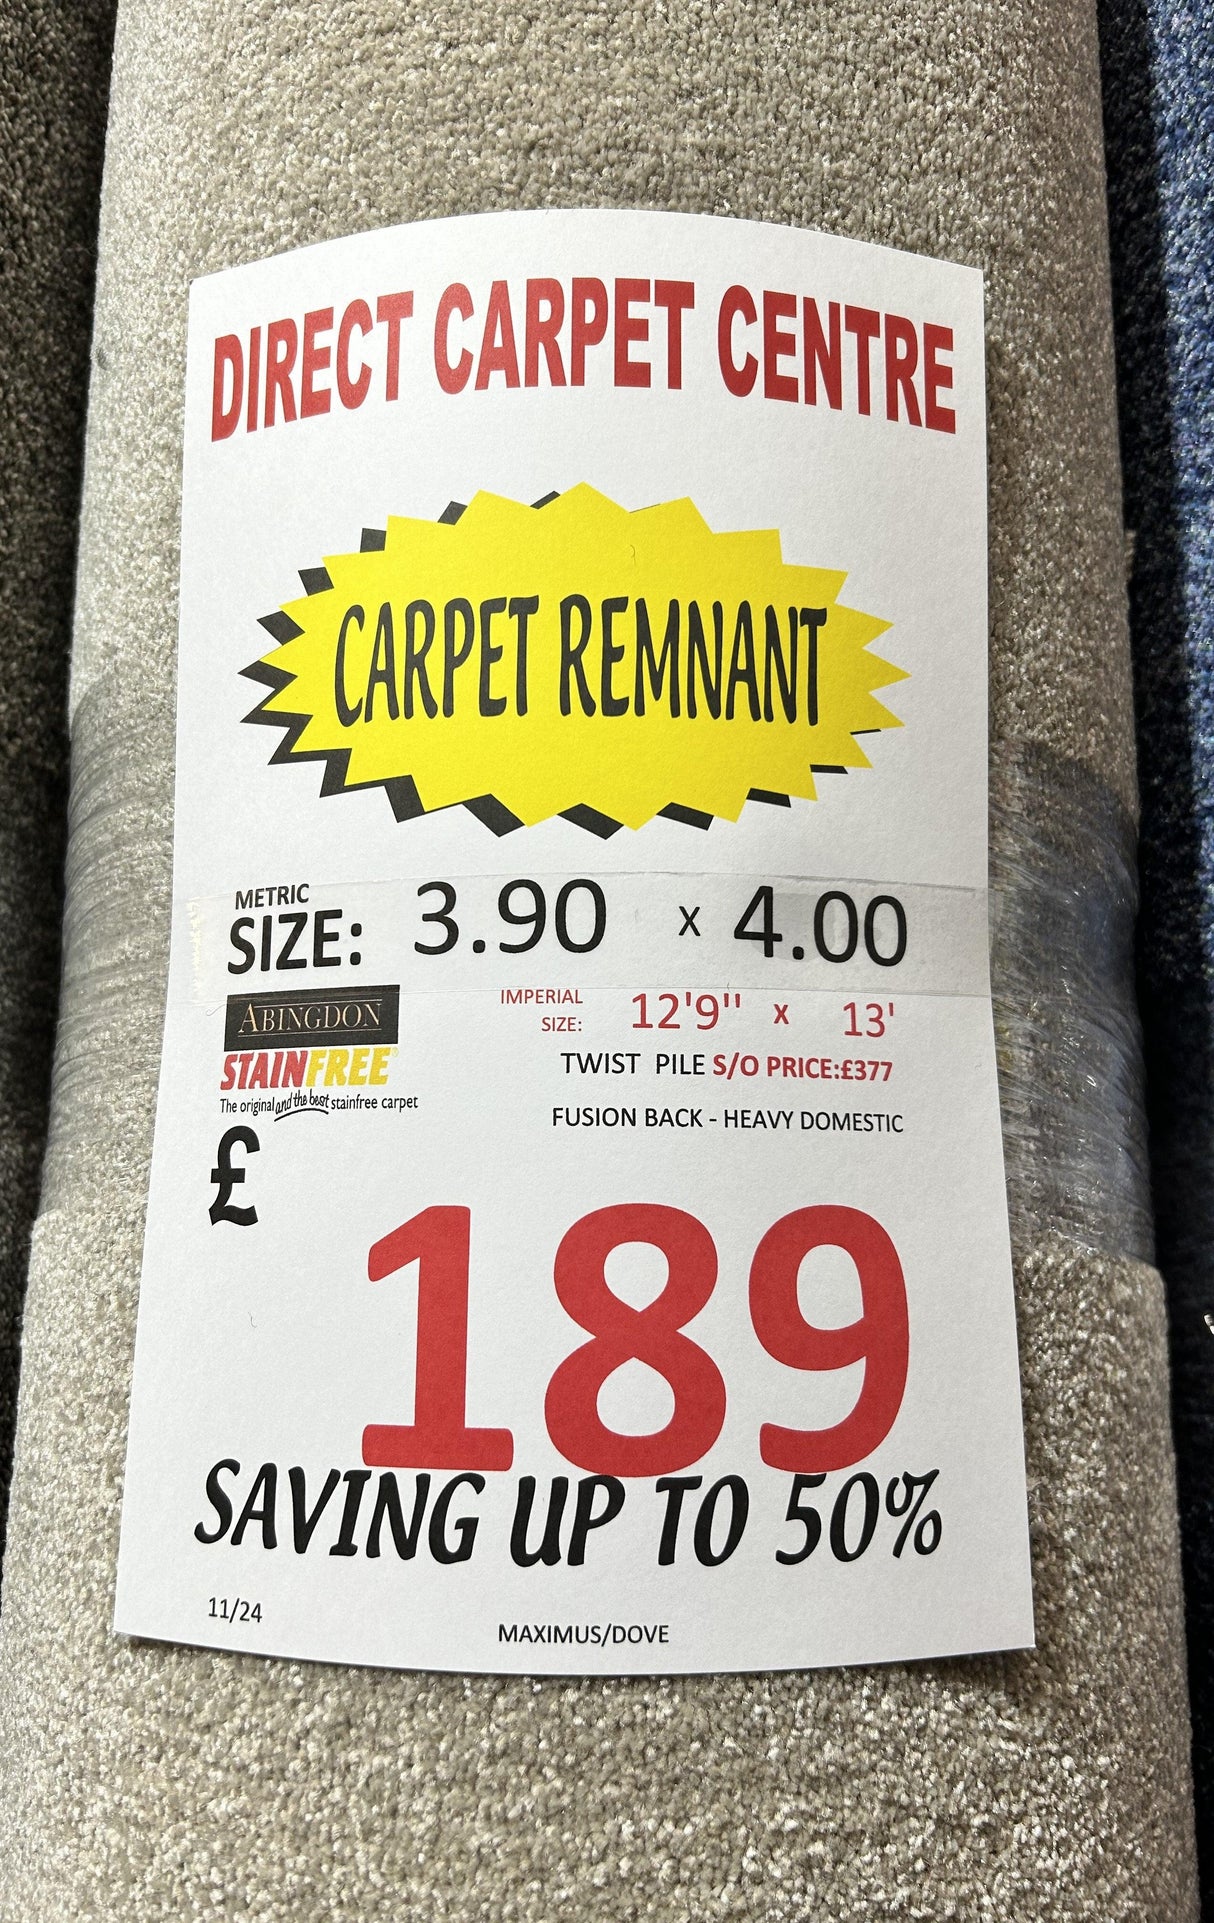 DIRECT CARPET CENTRE
CARPET REMNANT
METRIC
SIZE: 3.90 x 4.00
ABINGDON
STAINFREE®
The original and the best stainfree carpet
IMPERIAL
SIZE: 12'9'' x 13'
TWIST PILE S/O PRICE:£377
FUSION BACK - HEAVY DOMESTIC
£
189
SAVING UP TO 50%
11/24
MAXIMUS/DOVE